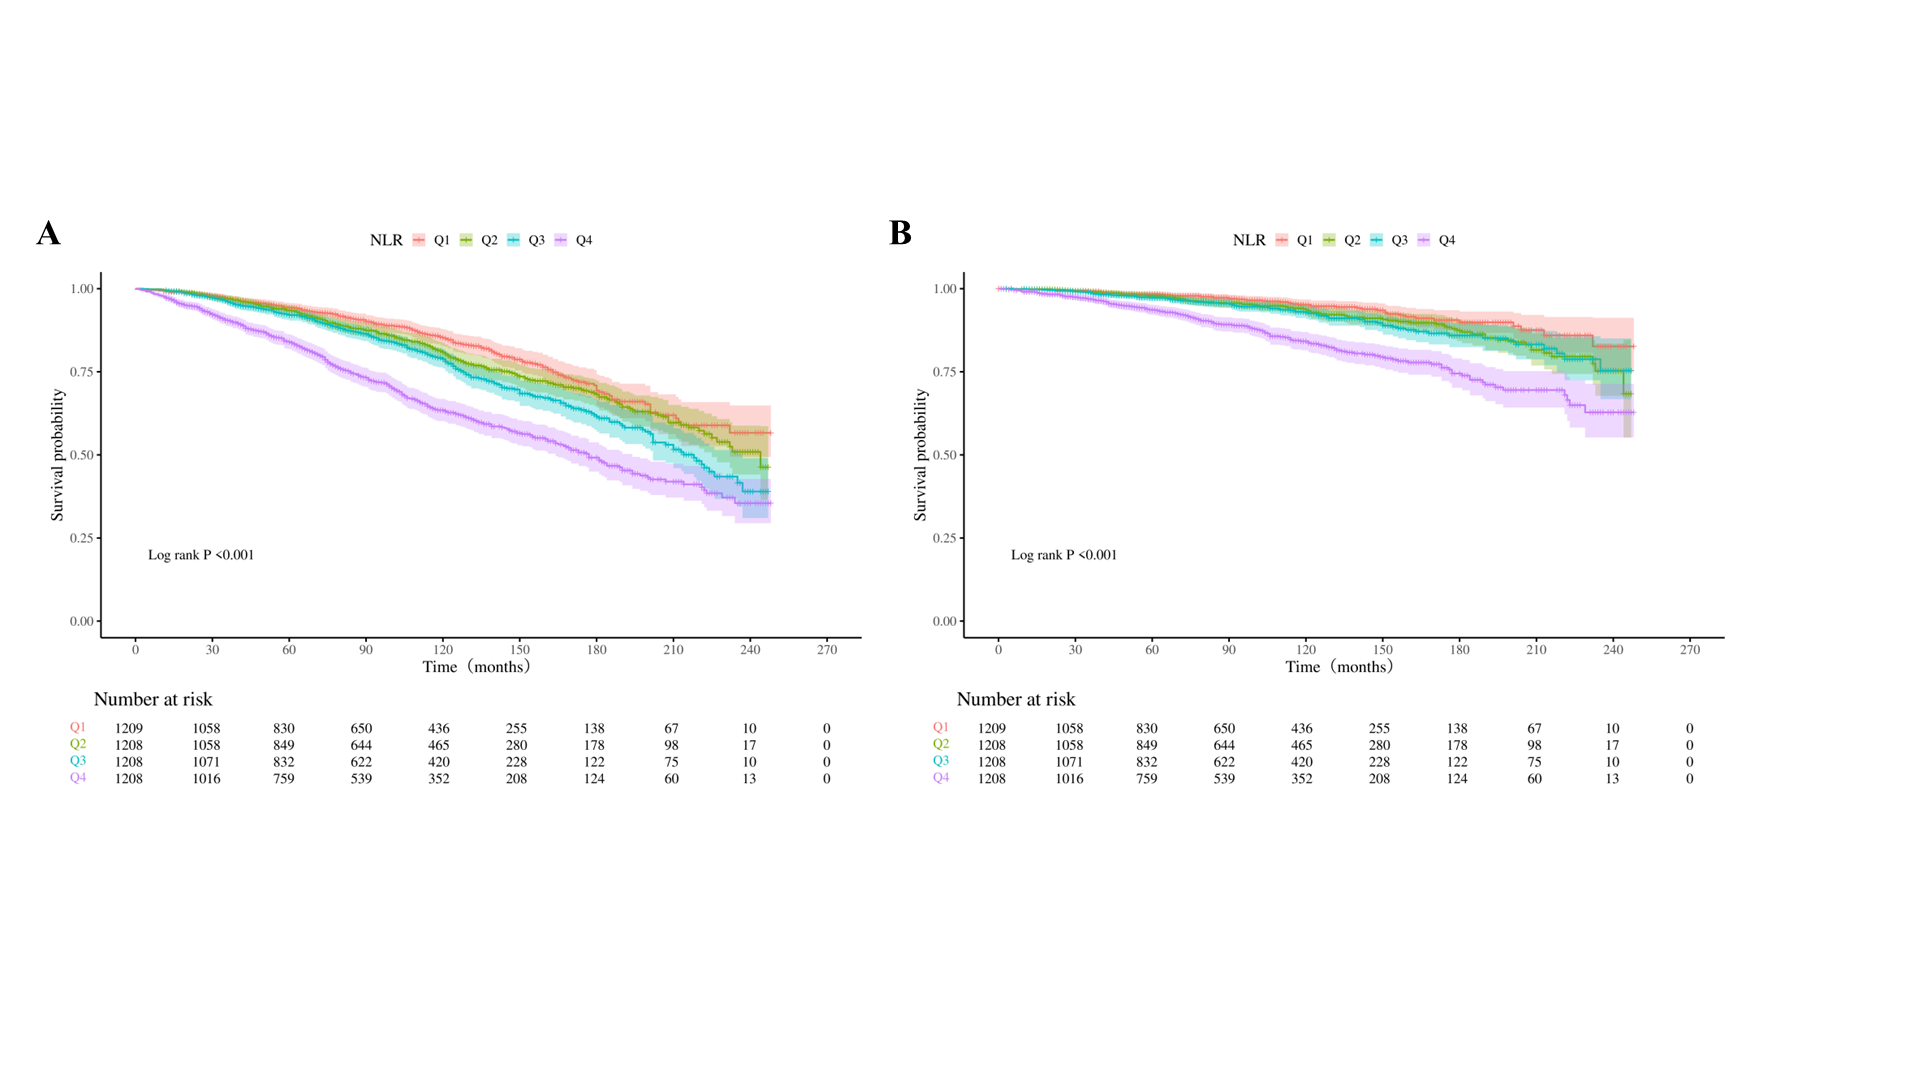 A
NLR Q1 Q2 Q3 Q4
Survival probability
1.00
0.75
0.50
0.25
0.00
Log rank P <0.001
0 30 60 90 120 150 180 210 240 270
Time（months）
Number at risk
Q1 1209 1058 830 650 436 255 138 67 10 0
Q2 1208 1058 849 644 465 280 178 98 17 0
Q3 1208 1071 832 622 420 228 122 75 10 0
Q4 1208 1016 759 539 352 208 124 60 13 0
B
NLR Q1 Q2 Q3 Q4
Survival probability
1.00
0.75
0.50
0.25
0.00
Log rank P <0.001
0 30 60 90 120 150 180 210 240 270
Time（months）
Number at risk
Q1 1209 1058 830 650 436 255 138 67 10 0
Q2 1208 1058 849 644 465 280 178 98 17 0
Q3 1208 1071 832 622 420 228 122 75 10 0
Q4 1208 1016 759 539 352 208 124 60 13 0